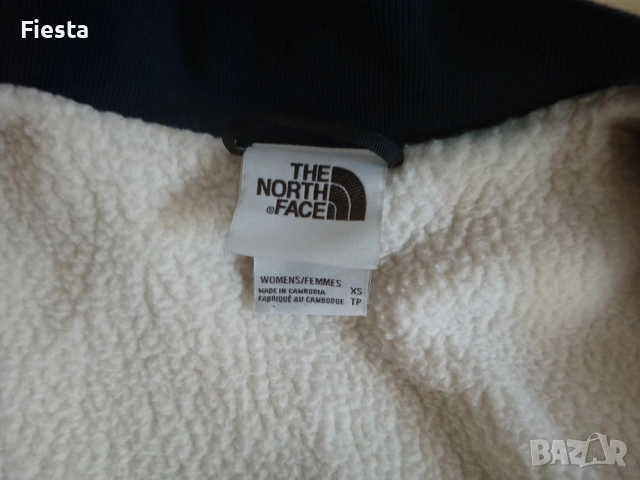 Fiesta
THE
NORTH
®FACE
WOMENS/FEMMES
MADE IN CAMBODIA XS
FABRIQUÉ AU CAMBODGE TP
BAZAR